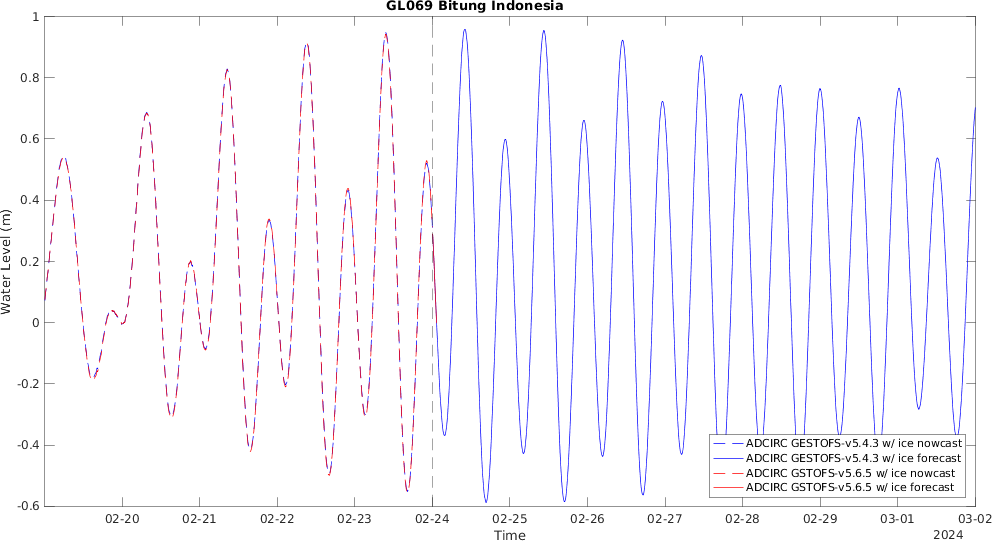 GL069 Bitung Indonesia
Water Level (m)
1
0.8
0.6
0.4
0.2
0
-0.2
-0.4
-0.6
ADCIRC GESTOFS-v5.4.3 w/ ice nowcast
ADCIRC GESTOFS-v5.4.3 w/ ice forecast
ADCIRC GSTOFS-v5.6.5 w/ ice nowcast
ADCIRC GSTOFS-v5.6.5 w/ ice forecast
02-20 02-21 02-22 02-23 02-24 02-25 02-26 02-27 02-28 02-29 03-01 03-02
Time
2024